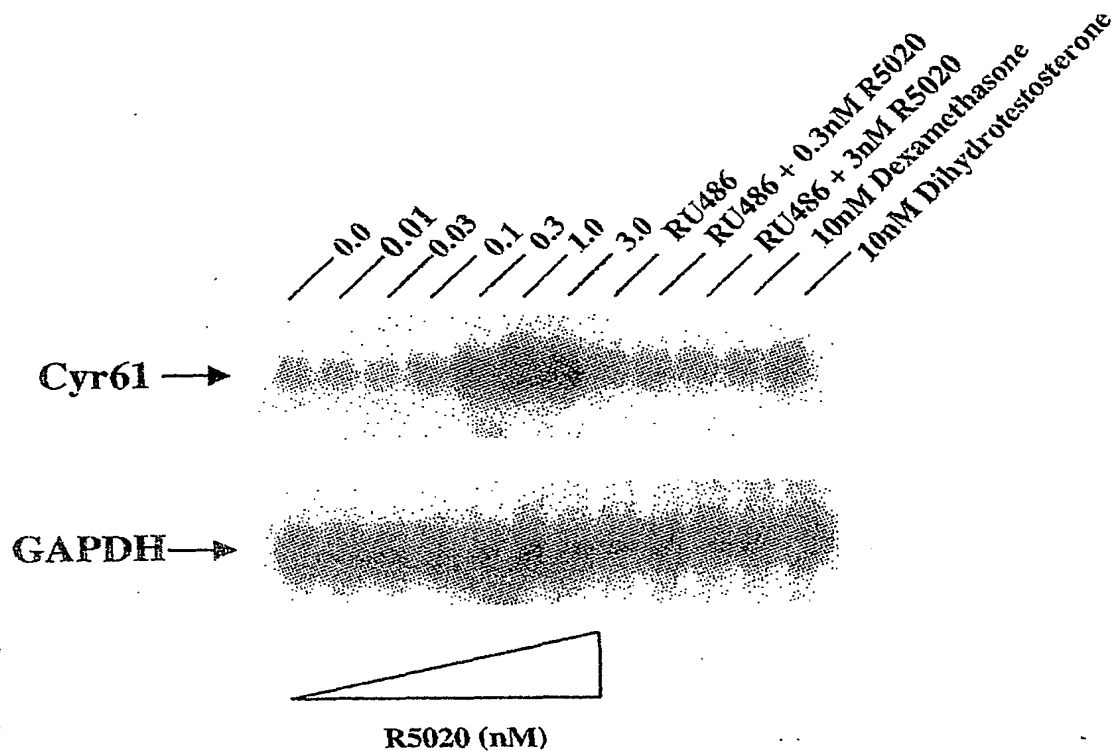 0.0
0.01
0.03
0.1
0.3
1.0
3.0
RU486
RU486 + 0.3nM R5020
RU486 + 3nM R5020
10nM Dexamethasone
10nM Dihydrotestosterone
Cyr61
GAPDH
R5020 (nM)